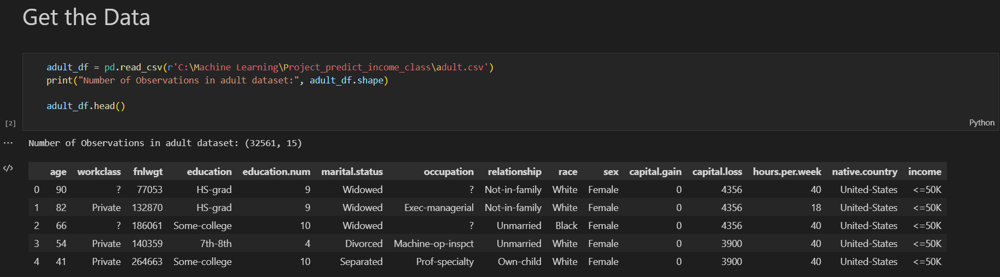 Get the Data
adult_df = pd.read_csv(r'C:\Machine Learning\Project_predict_income_class\adult.csv')
print("Number of Observations in adult dataset:", adult_df.shape)
adult_df.head()
[2]
Python
Number of Observations in adult dataset: (32561, 15)
age workclass fnlwgt education education.num marital.status occupation relationship race sex capital.gain capital.loss hours.per.week native.country income
0 90 ? 77053 HS-grad 9 Widowed ? Not-in-family White Female 0 4356 40 United-States <=50K
1 82 Private 132870 HS-grad 9 Widowed Exec-managerial Not-in-family White Female 0 4356 18 United-States <=50K
2 66 ? 186061 Some-college 10 Widowed ? Unmarried Black Female 0 4356 40 United-States <=50K
3 54 Private 140359 7th-8th 4 Divorced Machine-op-inspct Unmarried White Female 0 3900 40 United-States <=50K
4 41 Private 264663 Some-college 10 Separated Prof-specialty Own-child White Female 0 3900 40 United-States <=50K